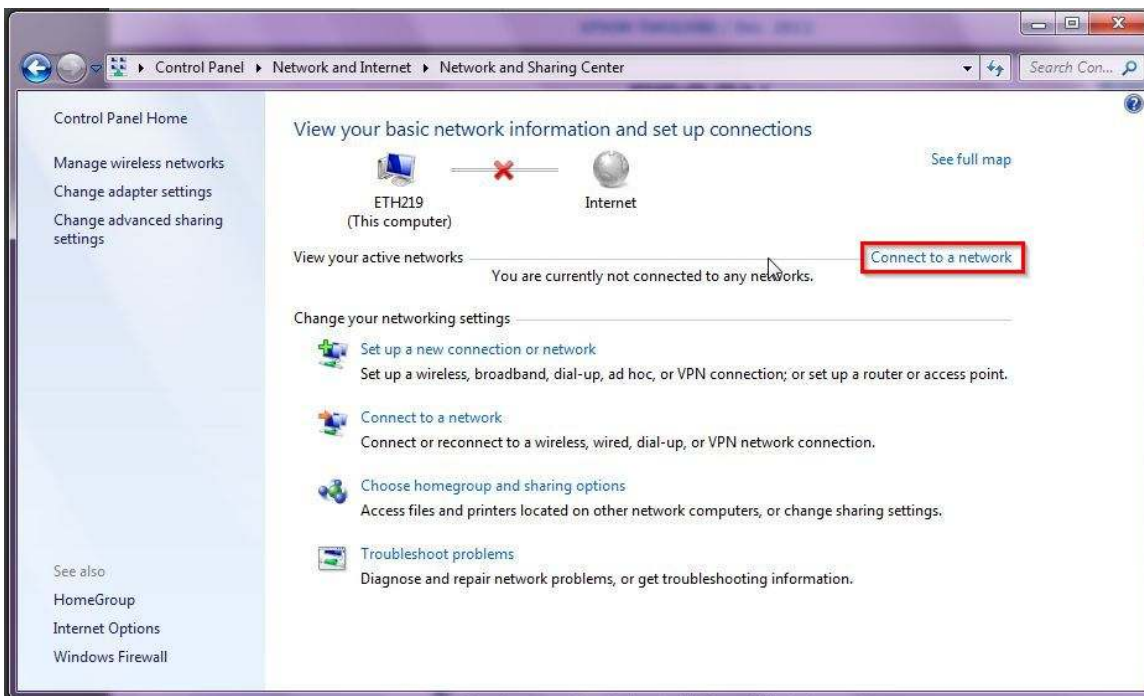 Control Panel ▸ Network and Internet ▸ Network and Sharing Center
Search Con...
Control Panel Home
Manage wireless networks
Change adapter settings
Change advanced sharing
settings
View your basic network information and set up connections
See full map
ETH219
(This computer)
Internet
View your active networks
Connect to a network
You are currently not connected to any networks.
Change your networking settings
Set up a new connection or network
Set up a wireless, broadband, dial-up, ad hoc, or VPN connection; or set up a router or access point.
Connect to a network
Connect or reconnect to a wireless, wired, dial-up, or VPN network connection.
Choose homegroup and sharing options
Access files and printers located on other network computers, or change sharing settings.
Troubleshoot problems
Diagnose and repair network problems, or get troubleshooting information.
See also
HomeGroup
Internet Options
Windows Firewall